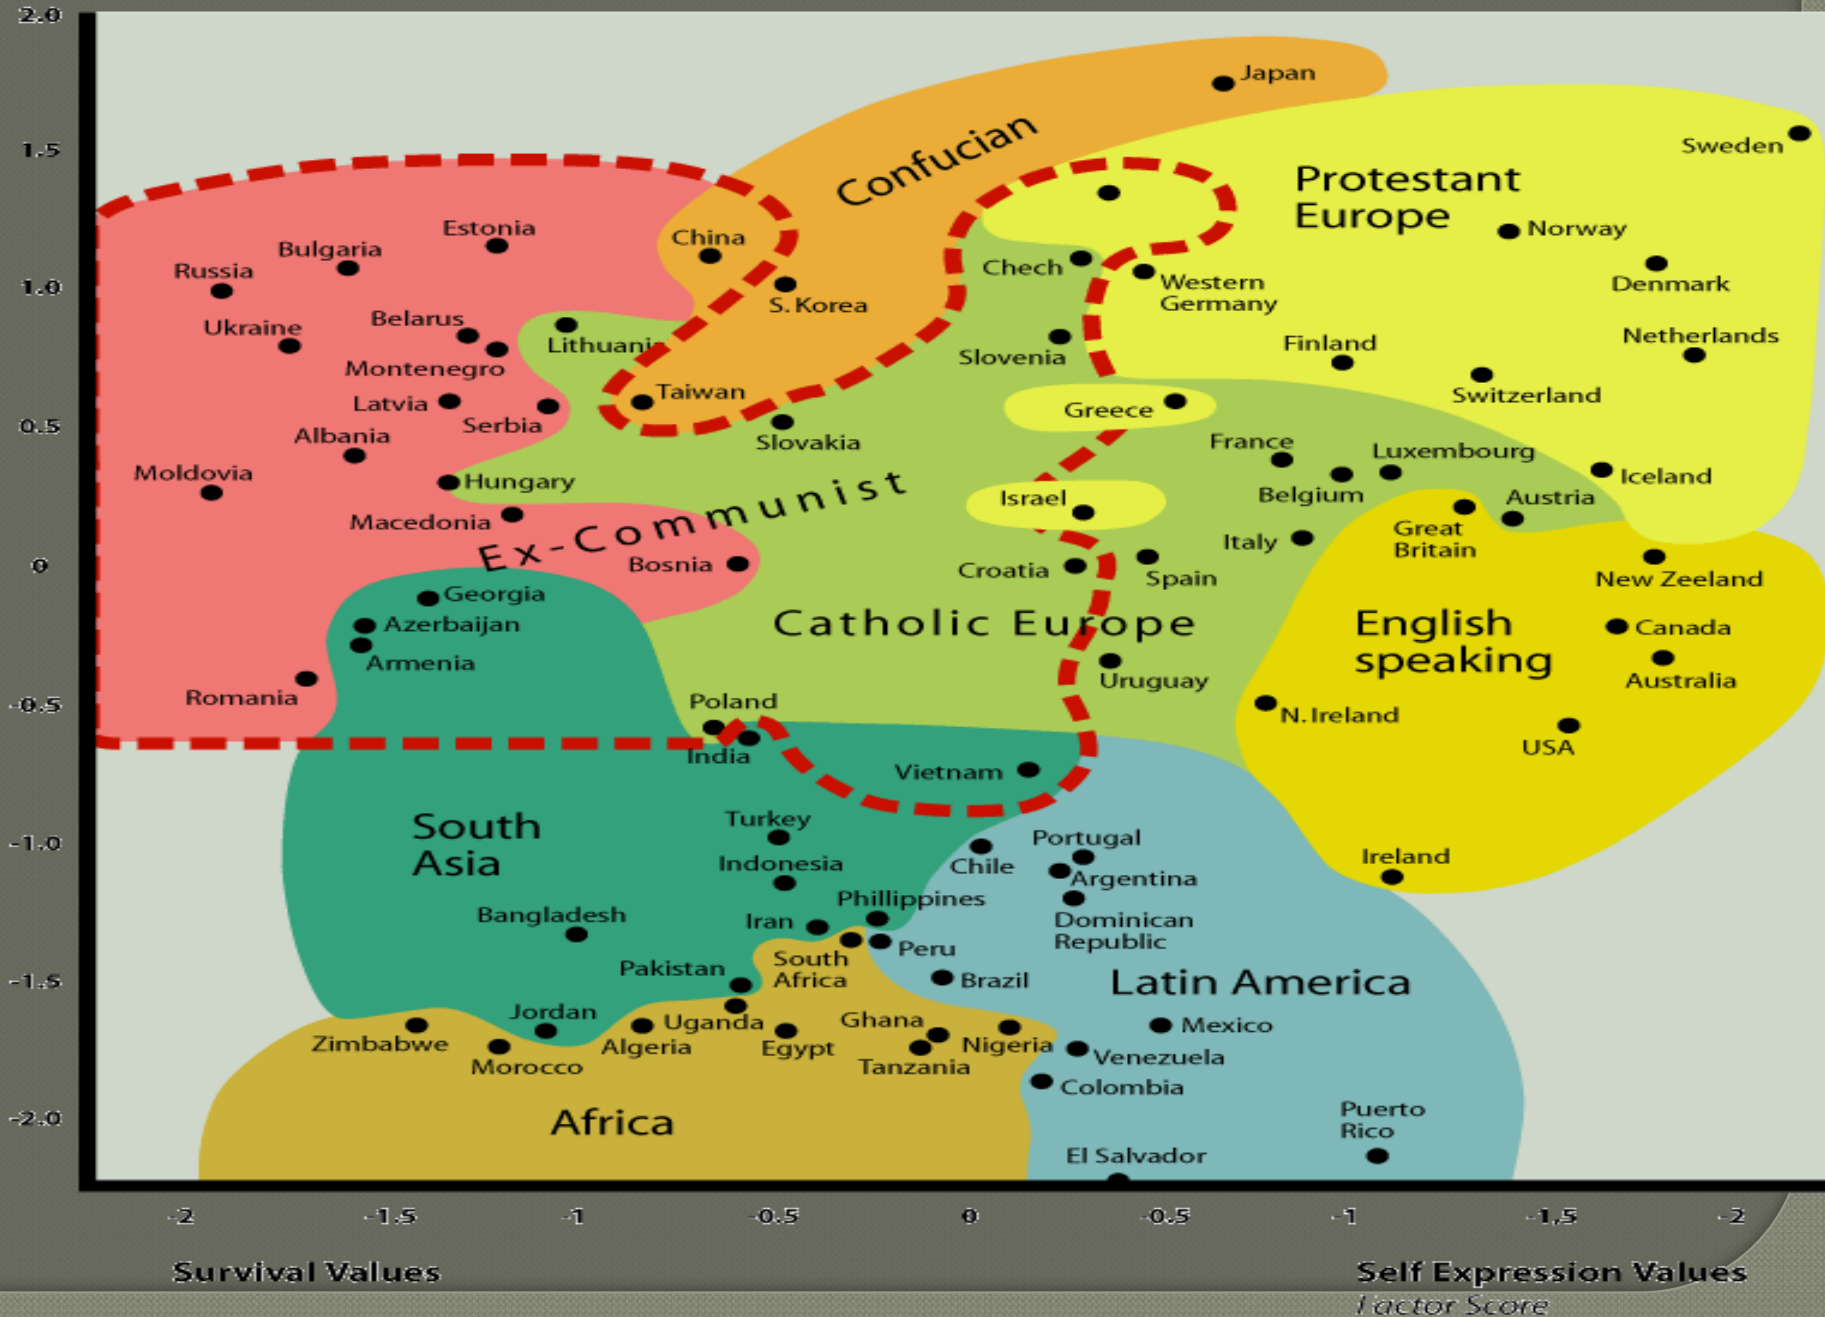 2.0
Japan
Confucian
1.5
Sweden
Protestant
Europe
Estonia
China
Norway
Bulgaria
Russia
Chech
1.0
Western
Germany
Denmark
S. Korea
Ukraine
Belarus
Lithuania
Slovenia
Finland
Netherlands
Montenegro
Taiwan
Switzerland
Latvia
Greece
0.5
Serbia
Albania
Slovakia
France
Luxembourg
Moldovia
Hungary
Iceland
Ex-Communist
Israel
Belgium
Austria
Macedonia
Great
Britain
Italy
0
Bosnia
Croatia
Spain
New Zeeland
Georgia
Azerbaijan
Catholic Europe
English
speaking
Canada
Armenia
Uruguay
Australia
Romania
-0.5
Poland
N. Ireland
USA
India
Vietnam
South
Asia
Turkey
-1.0
Portugal
Indonesia
Chile
Ireland
Argentina
Phillippines
Bangladesh
Iran
Dominican
Republic
Peru
South
Africa
Pakistan
-1.5
Brazil
Latin America
Jordan
Uganda
Ghana
Mexico
Zimbabwe
Algeria
Egypt
Nigeria
Morocco
Tanzania
Venezuela
Colombia
-2.0
Africa
Puerto
Rico
El Salvador
-2 -1.5 -1 -0.5 0 -0.5 -1 -1,5 -2
Survival Values
Self Expression Values
Factor Score